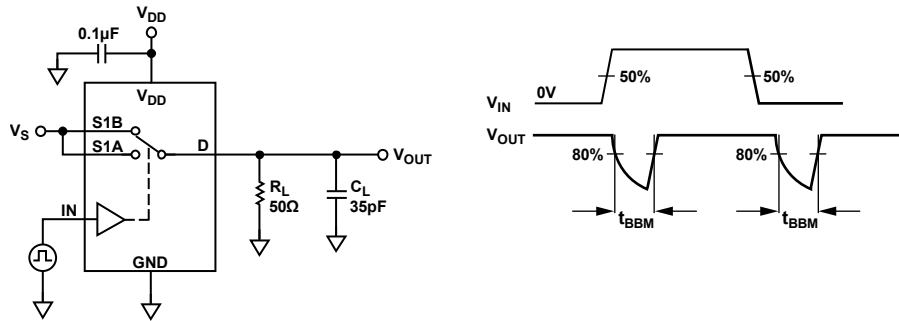 VDD
0.1µF
VDD
VS
S1B
S1A
D
VOUT
RL
50Ω
CL
35pF
IN
GND
VIN
0V
50%
50%
VOUT
80%
80%
tBBM
tBBM